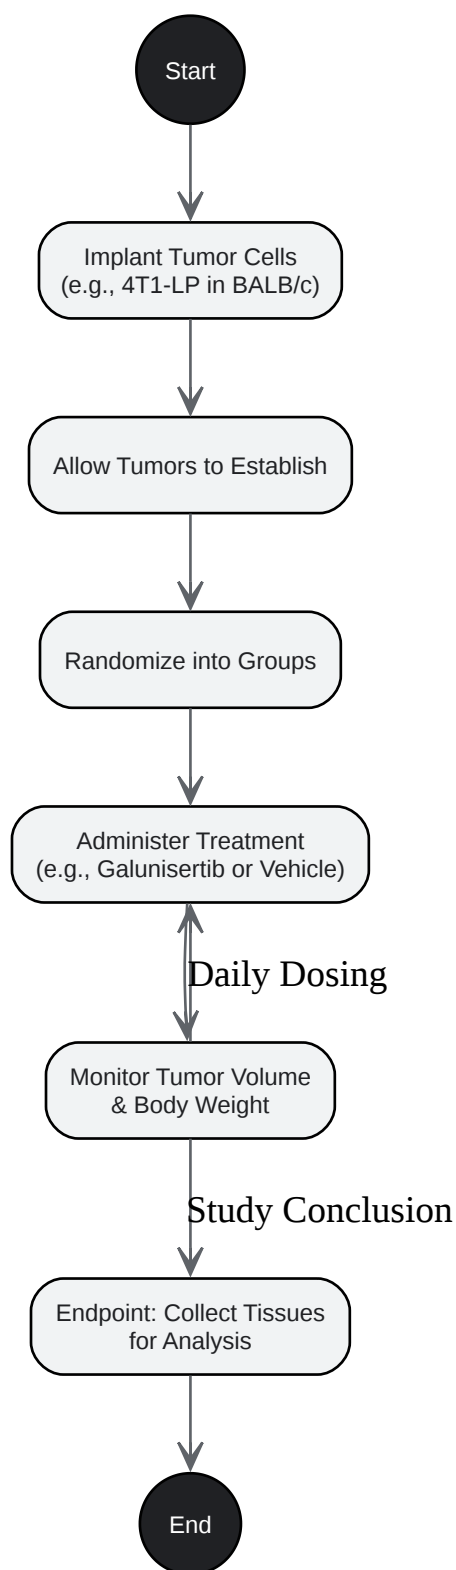 Start
Implant Tumor Cells
(e.g., 4T1-LP in BALB/c)
Allow Tumors to Establish
Randomize into Groups
Administer Treatment
(e.g., Galunisertib or Vehicle)
Daily Dosing
Monitor Tumor Volume
& Body Weight
Study Conclusion
Endpoint: Collect Tissues
for Analysis
End